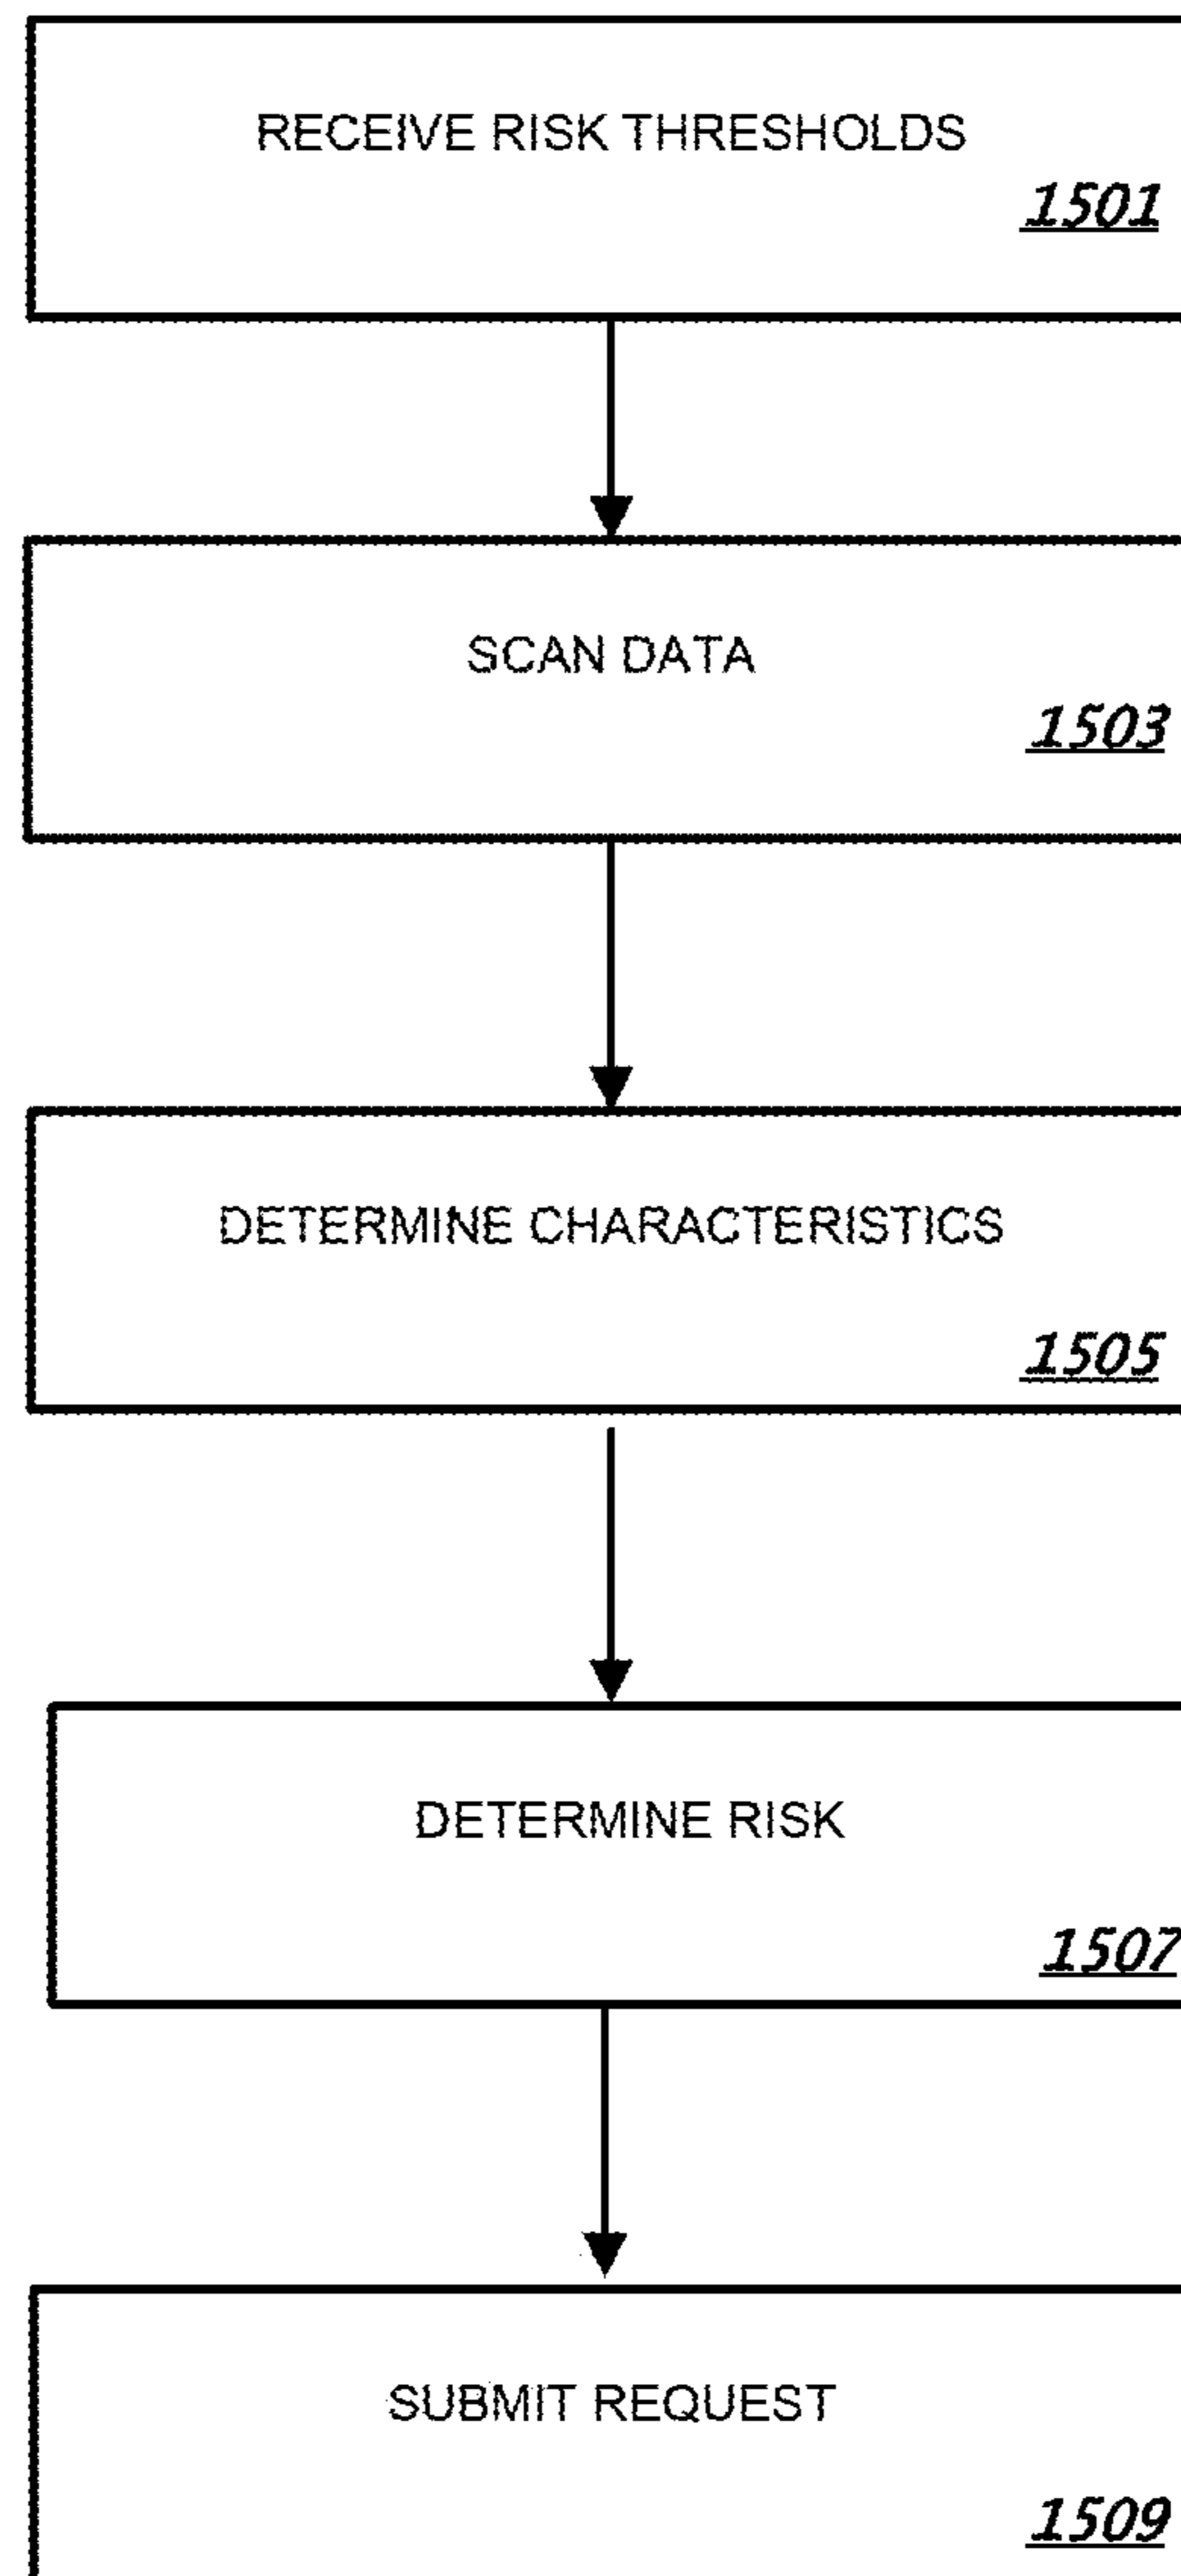 RECEIVE RISK THRESHOLDS
1501
SCAN DATA
1503
DETERMINE CHARACTERISTICS
1505
DETERMINE RISK
1507
SUBMIT REQUEST
1509